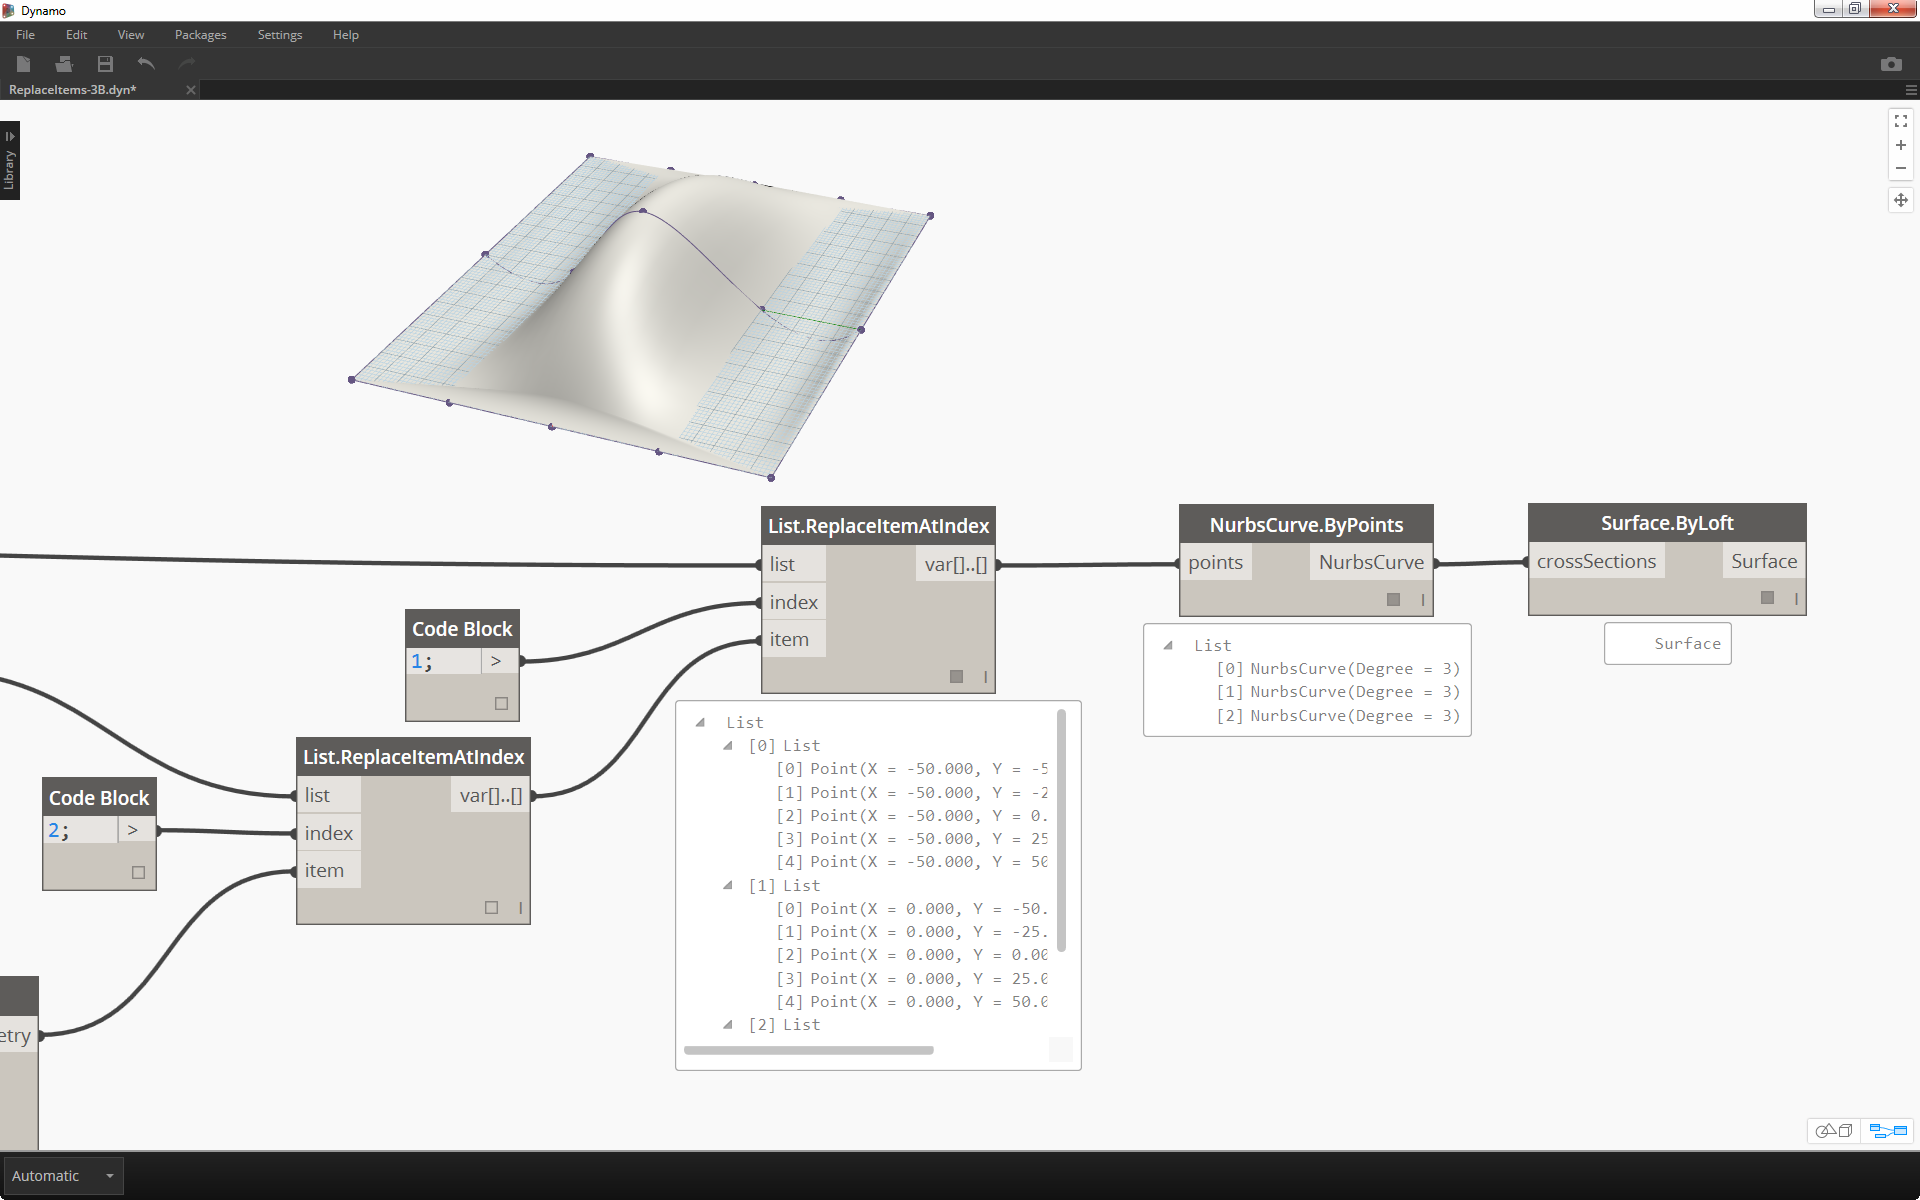 Dynamo
File Edit View Packages Settings Help
ReplaceItems-3B.dyn*
Library
List.ReplaceItemAtIndex
list var[]..[]
index
item
NurbsCurve.ByPoints
points NurbsCurve
Surface.ByLoft
crossSections Surface
Code Block
1; >
List
[0] NurbsCurve(Degree = 3)
[1] NurbsCurve(Degree = 3)
[2] NurbsCurve(Degree = 3)
Surface
List
[0] List
[0] Point(X = -50.000, Y = -5
[1] Point(X = -50.000, Y = -2
[2] Point(X = -50.000, Y = 0.
[3] Point(X = -50.000, Y = 25
[4] Point(X = -50.000, Y = 50
[1] List
[0] Point(X = 0.000, Y = -50.
[1] Point(X = 0.000, Y = -25.
[2] Point(X = 0.000, Y = 0.00
[3] Point(X = 0.000, Y = 25.0
[4] Point(X = 0.000, Y = 50.0
[2] List
List.ReplaceItemAtIndex
list var[]..[]
index
item
Code Block
2; >
etry
Automatic